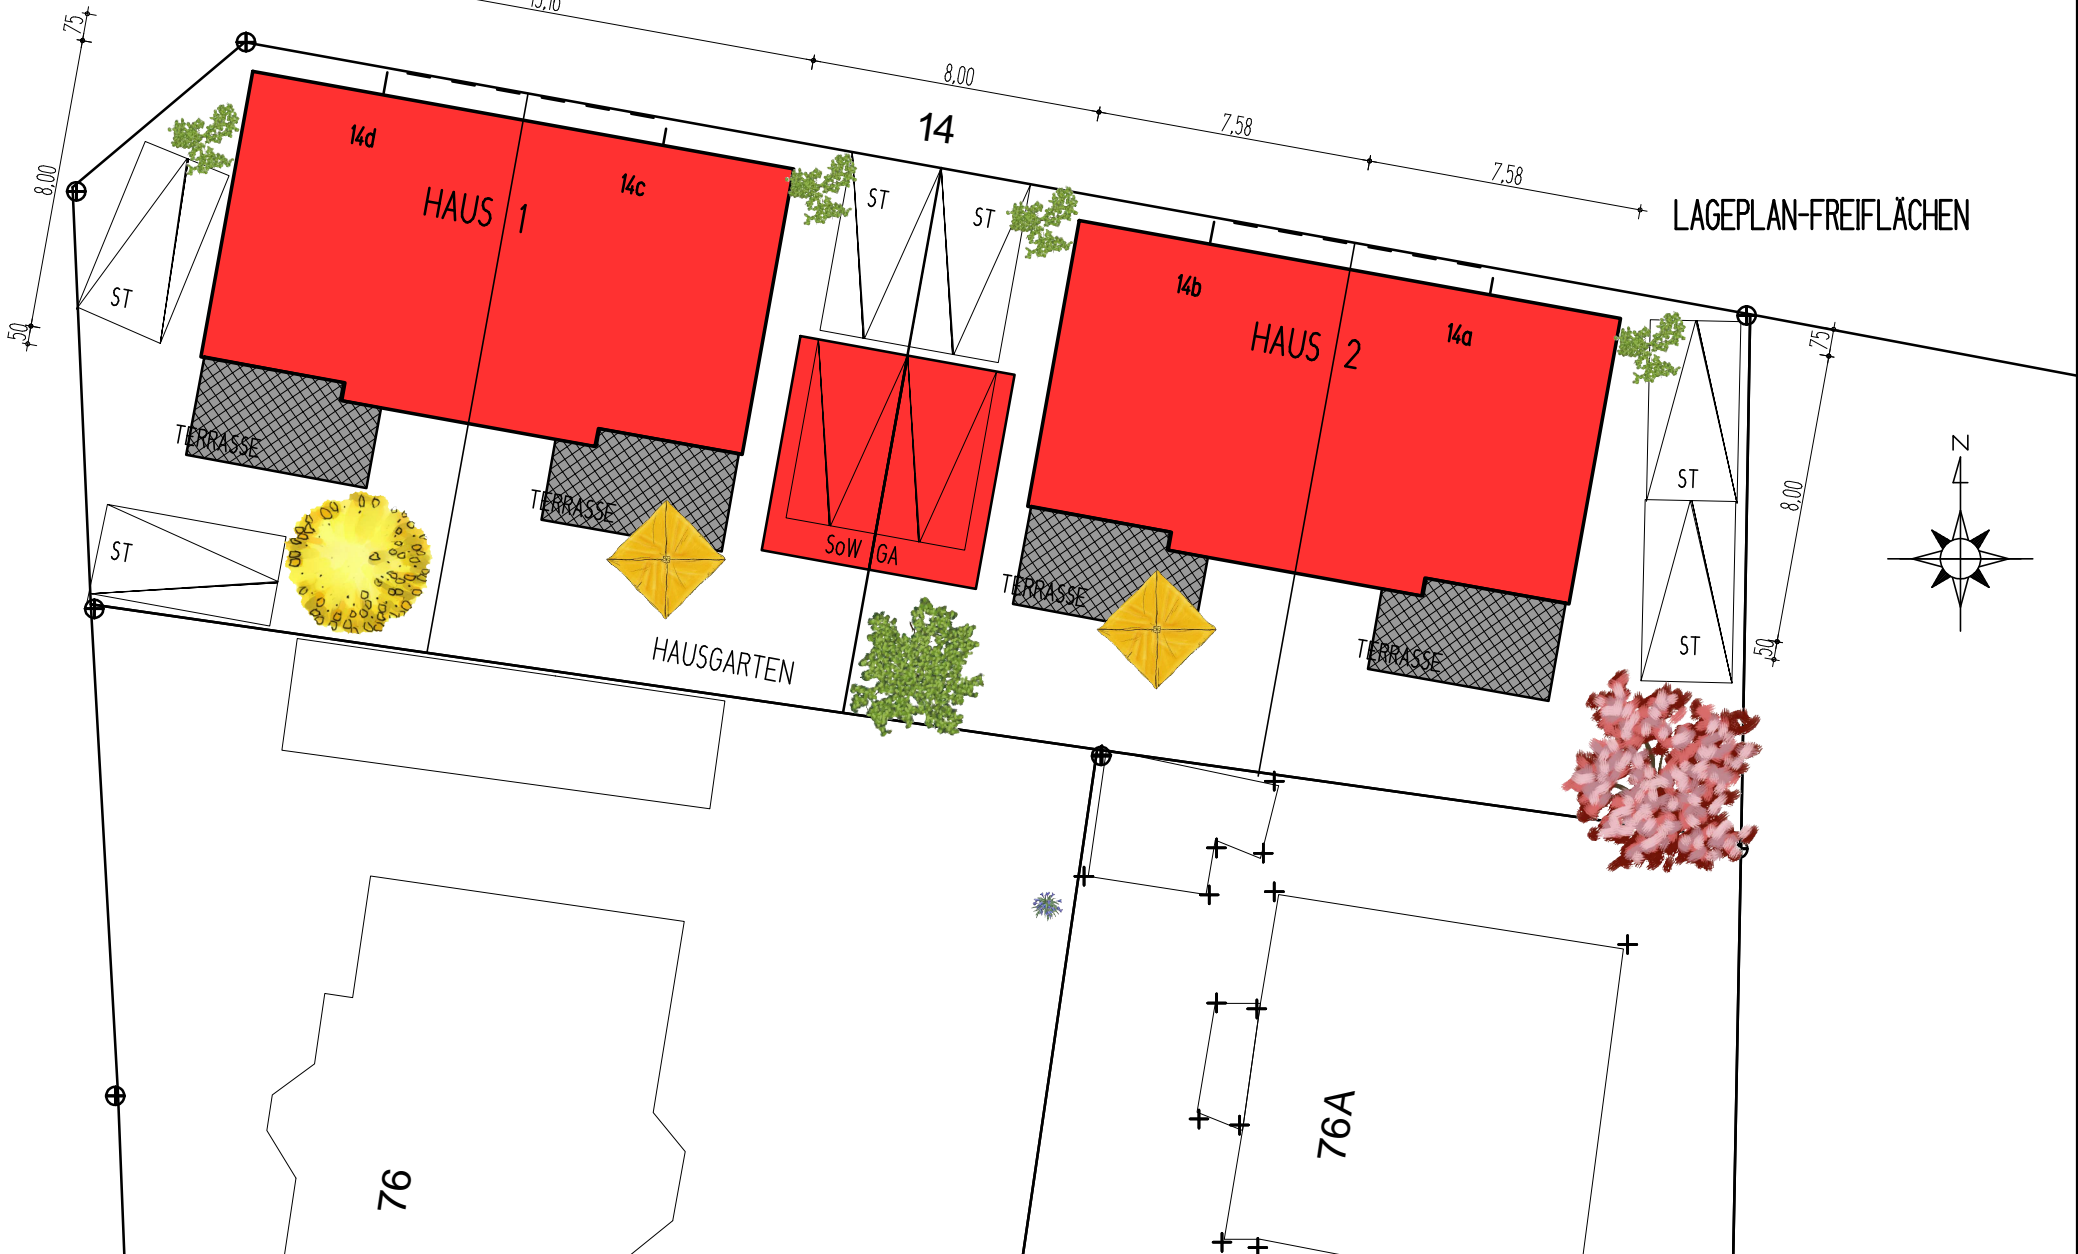 75
8,00
14
7,58
7,58
LAGEPLAN-FREIFLÄCHEN
14d
14c
HAUS 1
8,00
ST
ST
ST
50
14b
14a
HAUS 2
75
N
TERRASSE
TERRASSE
SoW GA
ST
8,00
ST
TERRASSE
TERRASSE
HAUSGARTEN
ST
50
76A
76